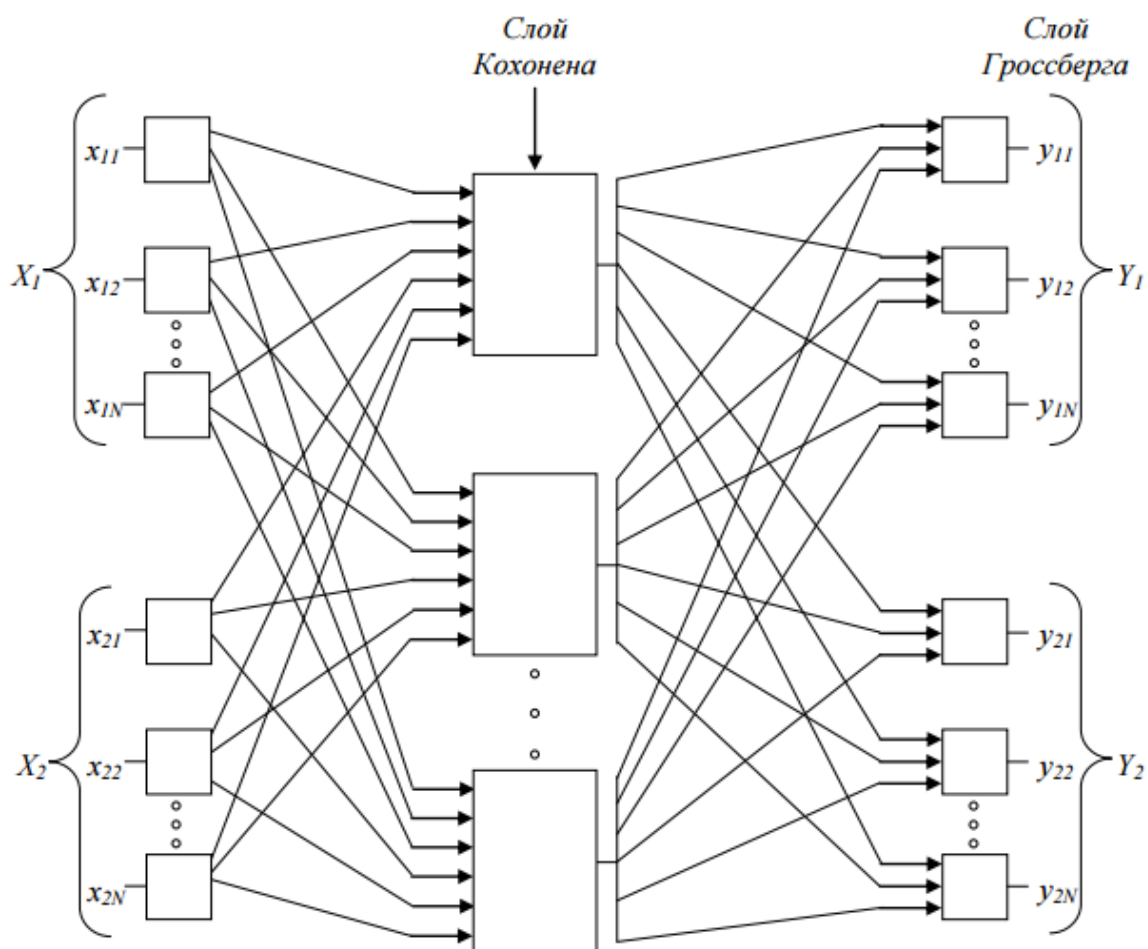 Слой
Кохонена
Слой
Гроссберга
X1
x11
x12
x1N
X2
x21
x22
x2N
Y1
y11
y12
y1N
Y2
y21
y22
y2N